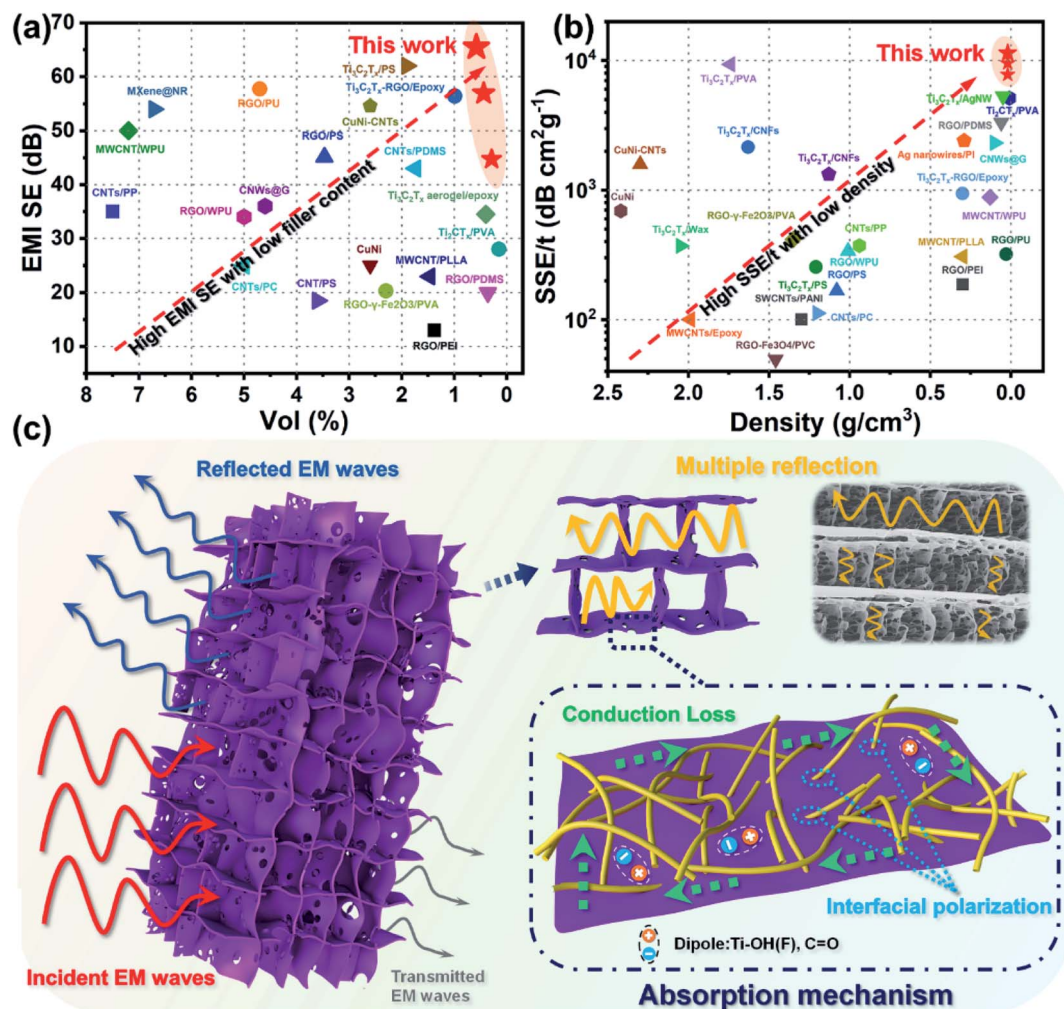 (a)
EMI SE (dB)
70
60
50
40
30
20
10
This work
Ti₃C₂Tₓ/PS
MXene@NR
RGO/PU
Ti₃C₂Tₓ-RGO/Epoxy
CuNi-CNTs
MWCNT/WPU
RGO/PS
CNTs/PDMS
CNTs/PP
CNWs@G
RGO/WPU
Ti₃C₂Tₓ aerogel/epoxy
Ti₃CTₓ/PVA
CNTs/PC
CuNi
MWCNT/PLLA
CNT/PS
RGO-γ-Fe2O3/PVA
RGO/PDMS
RGO/PEI
High EMI SE with low filler content
8 7 6 5 4 3 2 1 0
Vol (%)
(b)
SSE/t (dB cm²g⁻¹)
10⁴
10³
10²
This work
Ti₃C₂Tₓ/PVA
Ti₃C₂Tₓ/AgNW
Ti₃CTₓ/PVA
RGO/PDMS
Ti₃C₂Tₓ/CNFs
Ag nanowires/PI
CNWs@G
CuNi-CNTs
Ti₃C₂Tₓ/CNFs
Ti₃C₂Tₓ-RGO/Epoxy
CuNi
MWCNT/WPU
RGO-γ-Fe2O3/PVA
Ti₃C₂Tₓ/Wax
CNTs/PP
RGO/WPU
MWCNT/PLLA
RGO/PU
Ti₃C₂Tₓ/PS
RGO/PS
RGO/PEI
SWCNTs/PANI
CNTs/PC
MWCNTs/Epoxy
RGO-Fe3O4/PVC
High SSE/t with low density
2.5 2.0 1.5 1.0 0.5 0.0
Density (g/cm³)
(c)
Reflected EM waves
Multiple reflection
Conduction Loss
Interfacial polarization
Dipole:Ti-OH(F), C=O
Incident EM waves
Transmitted
EM waves
Absorption mechanism